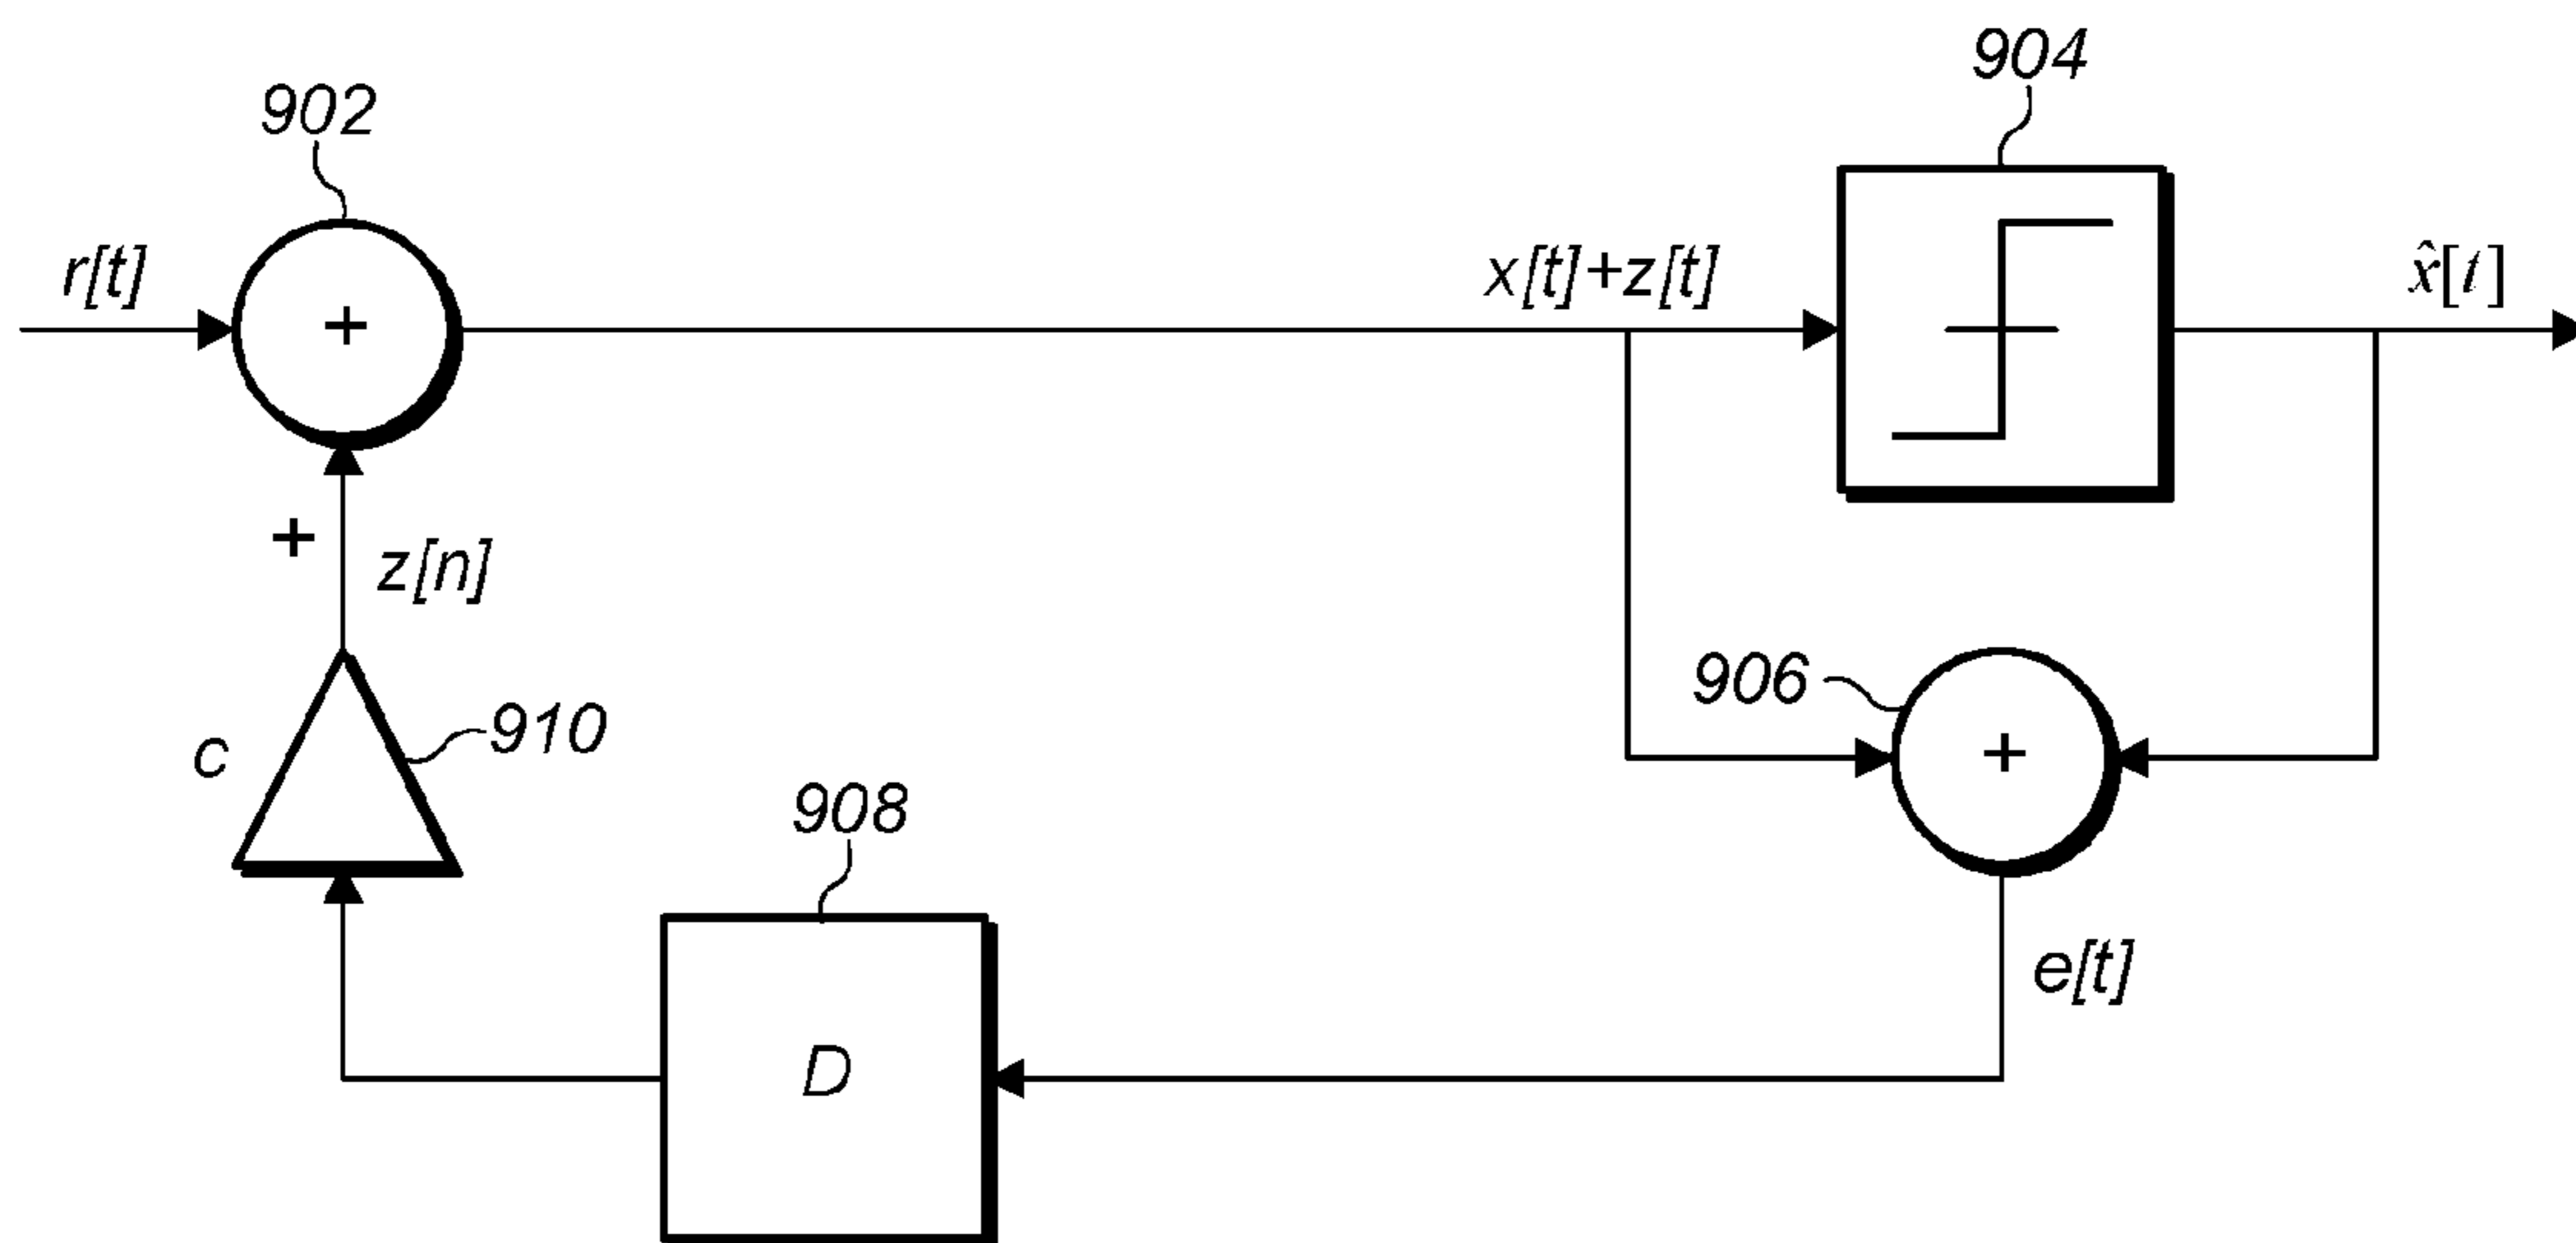 904
902
r[t]
x[t]+z[t]
x̂[t]
+
+
z[n]
906
910
c
+
908
e[t]
D